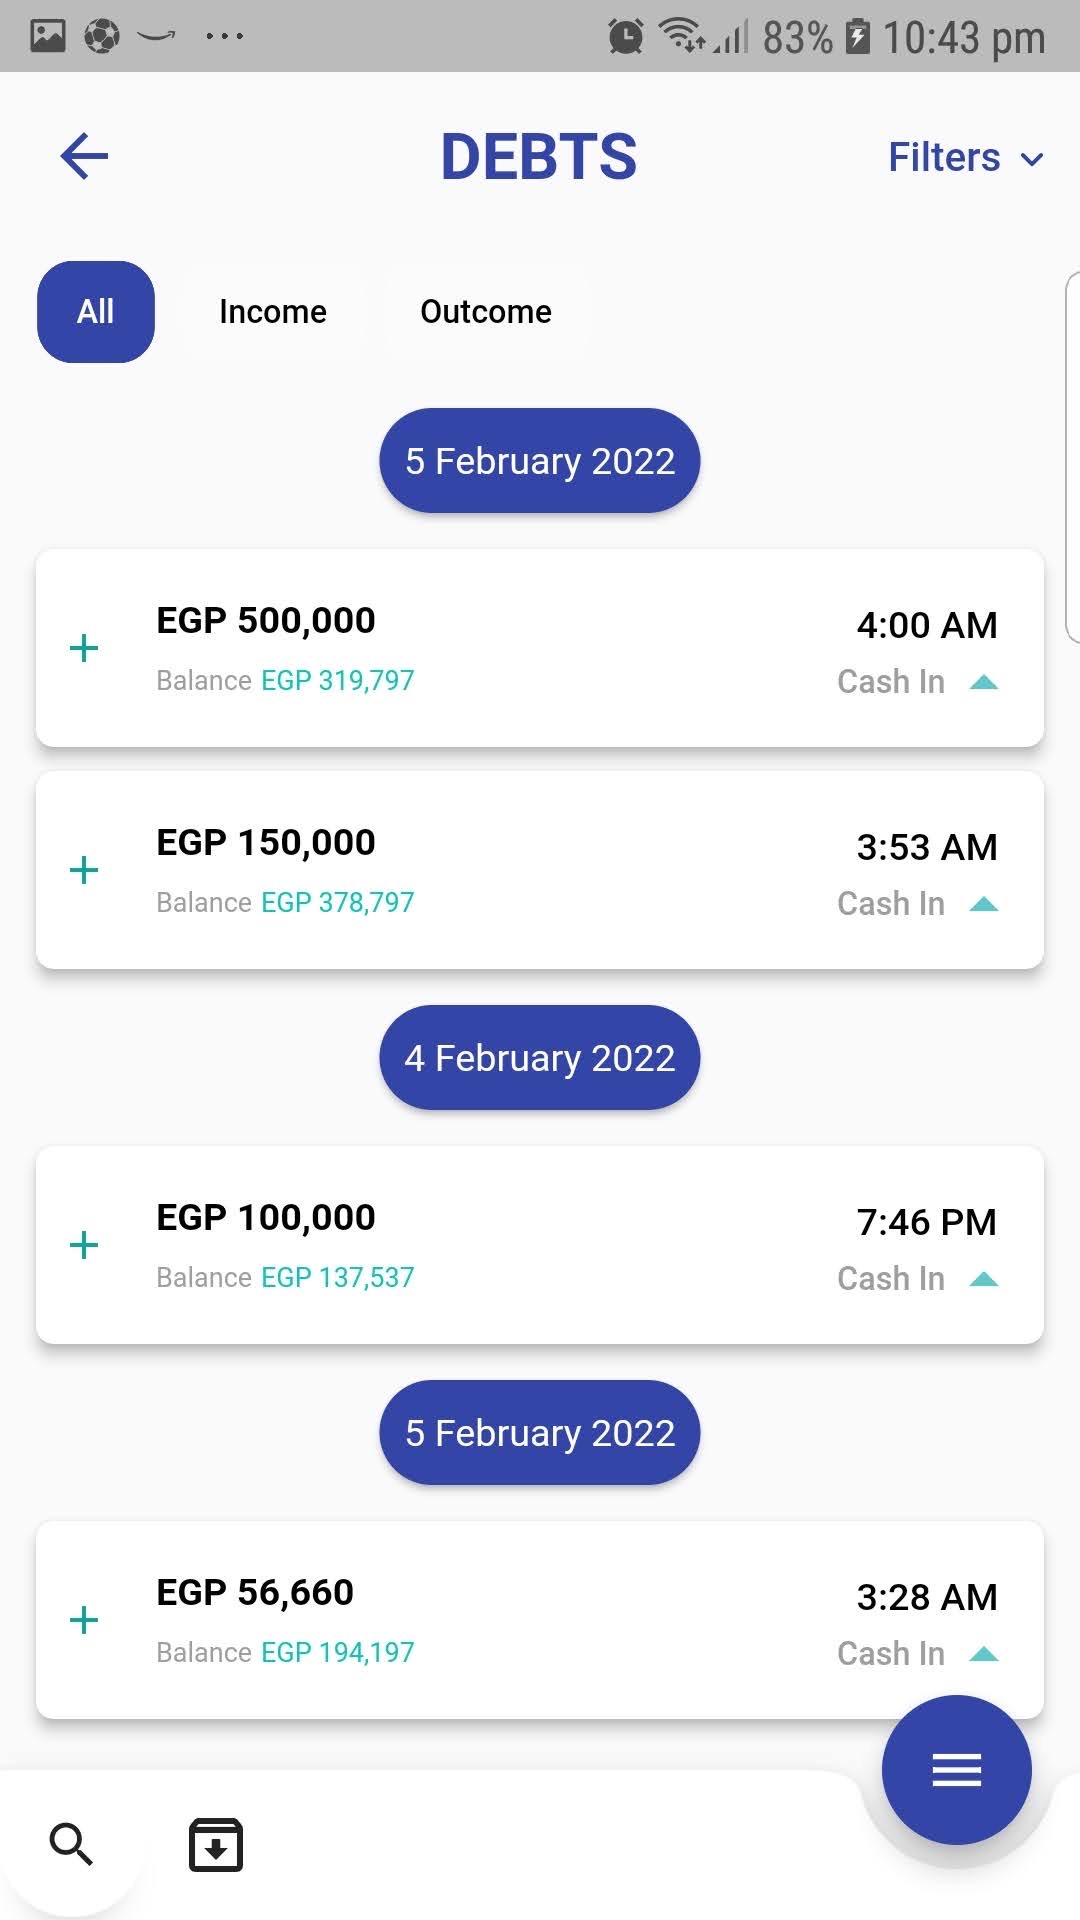 83% 10:43 pm
DEBTS
Filters
All Income Outcome
5 February 2022
EGP 500,000
4:00 AM
Balance EGP 319,797
Cash In
EGP 150,000
3:53 AM
Balance EGP 378,797
Cash In
4 February 2022
EGP 100,000
7:46 PM
Balance EGP 137,537
Cash In
5 February 2022
EGP 56,660
3:28 AM
Balance EGP 194,197
Cash In